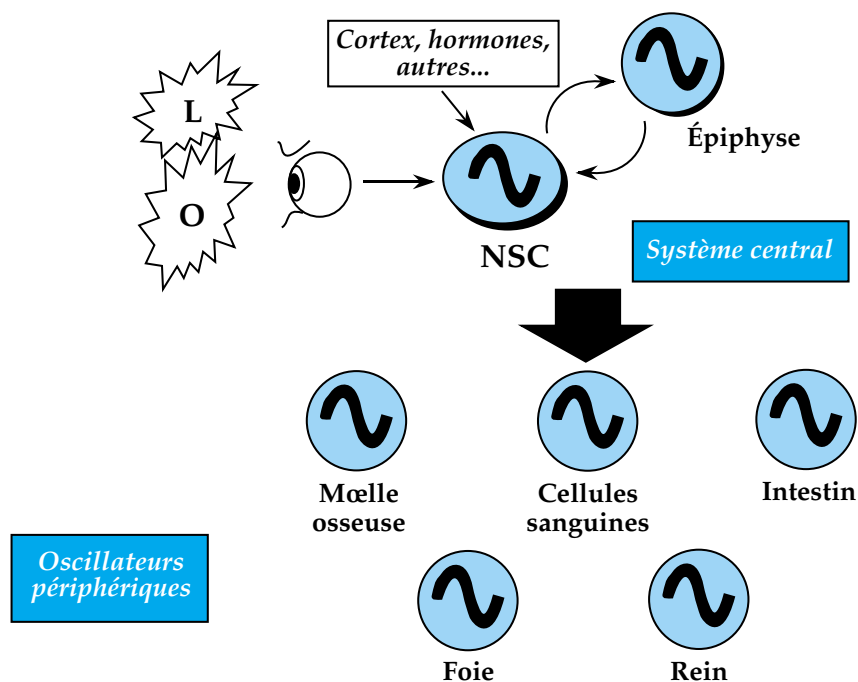 Cortex, hormones,
autres...
L
Épiphyse
O
NSC
Système central
Mœlle
osseuse
Cellules
sanguines
Intestin
Oscillateurs
périphériques
Foie
Rein